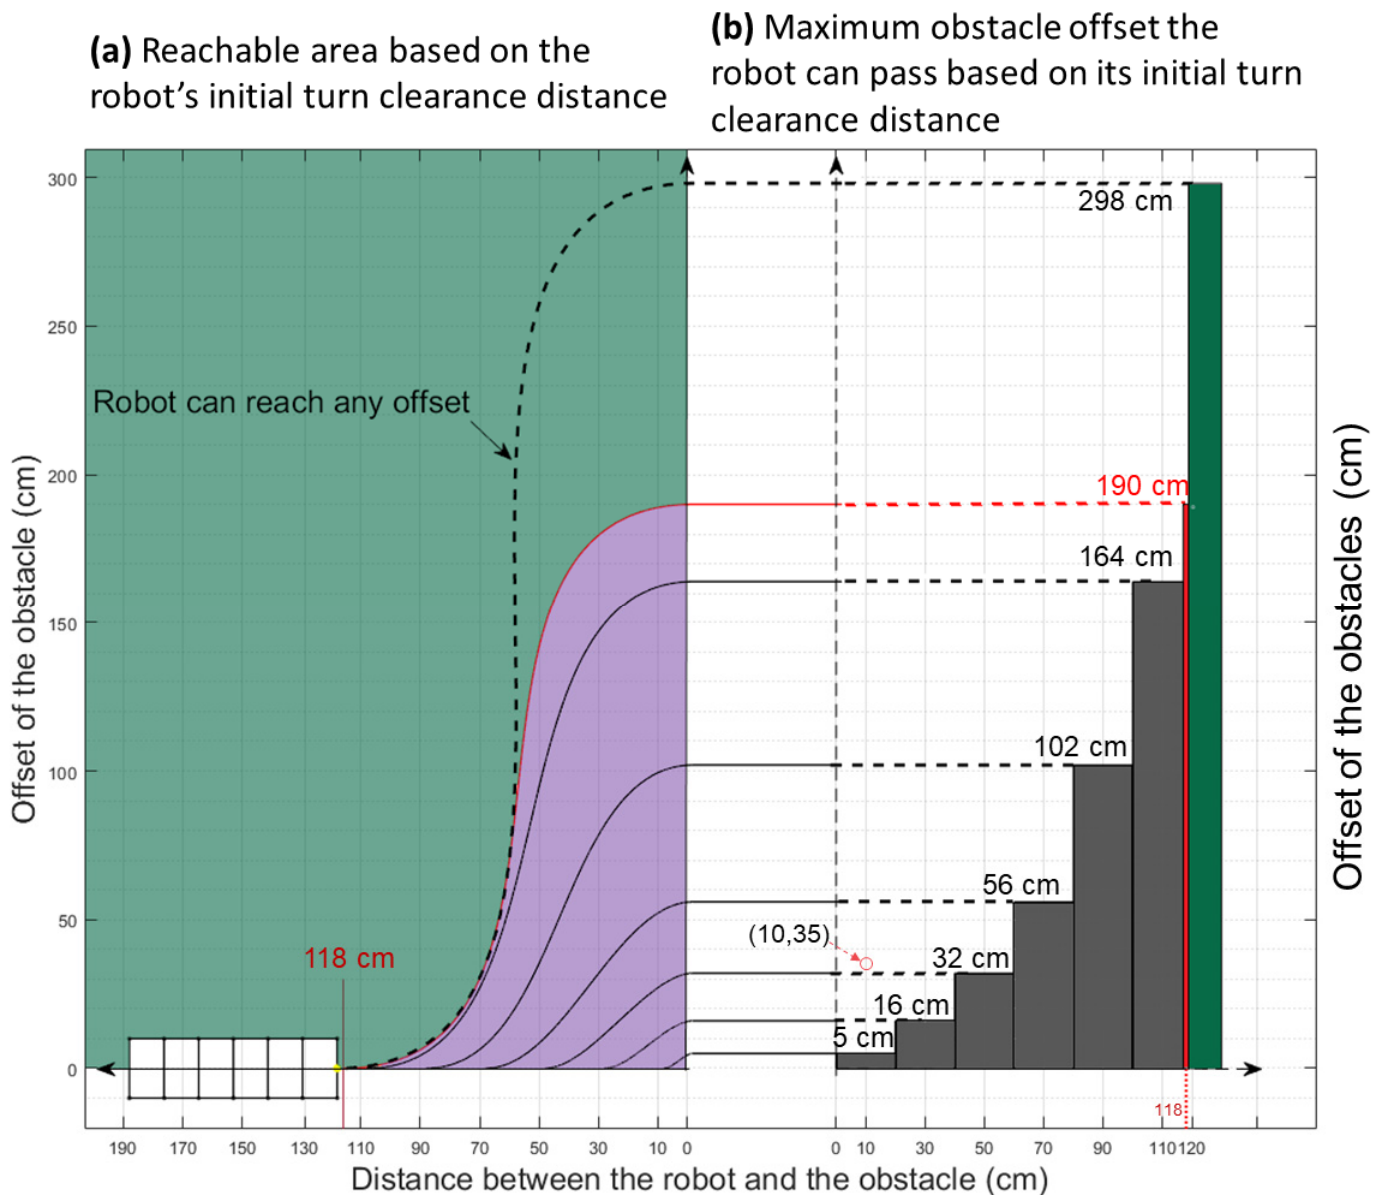 (a) Reachable area based on the
robot's initial turn clearance distance
(b) Maximum obstacle offset the
robot can pass based on its initial turn
clearance distance
Offset of the obstacle (cm)
300
250
200
150
100
50
0
Robot can reach any offset
118 cm
298 cm
190 cm
164 cm
102 cm
56 cm
(10,35)
32 cm
16 cm
5 cm
118
Offset of the obstacles (cm)
190 170 150 130 110 90 70 50 30 10 0
0 10 30 50 70 90 110 120
Distance between the robot and the obstacle (cm)